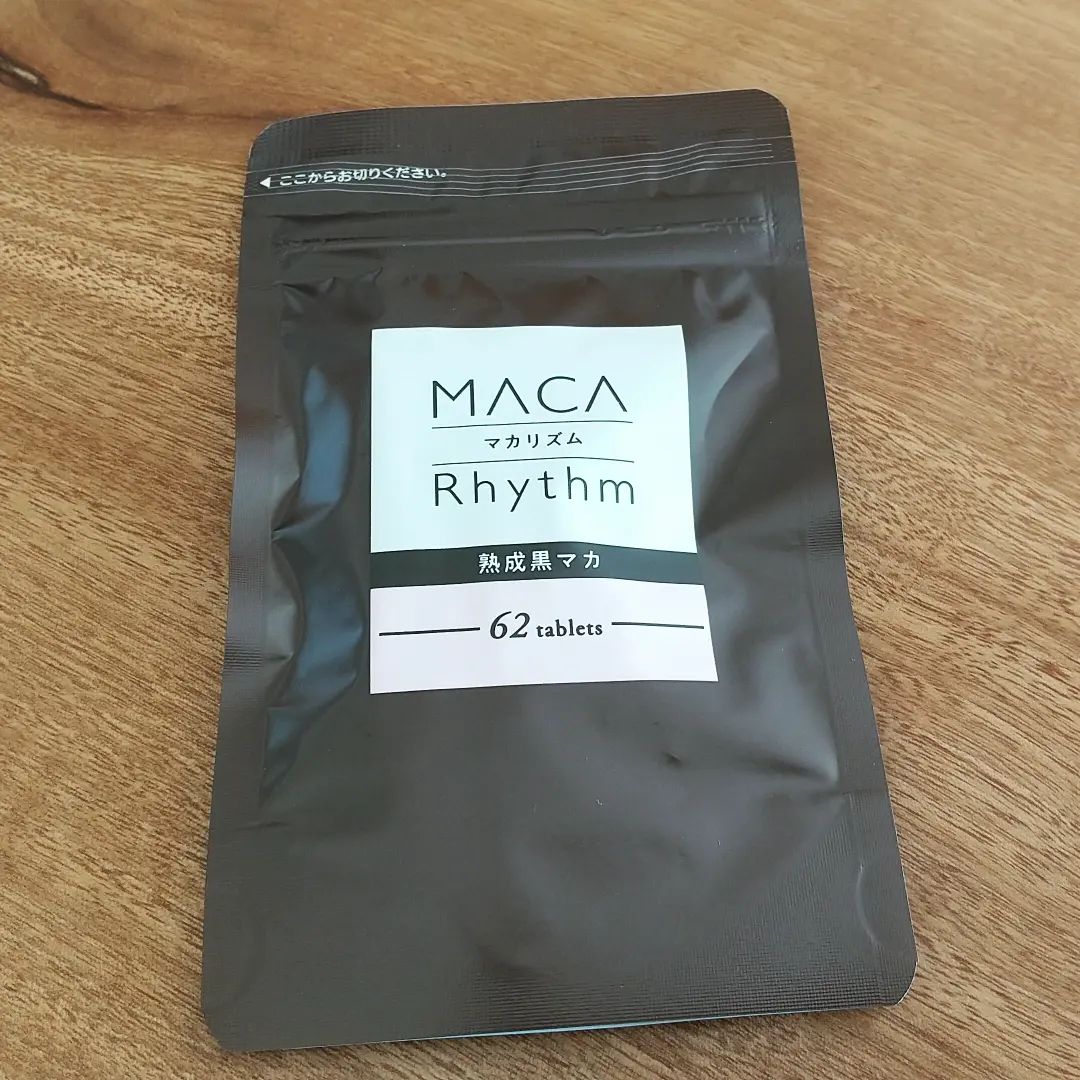 ◀ ここからお切りください。
MACA
マカリズム
Rhythm
熟成黒マカ
62 tablets